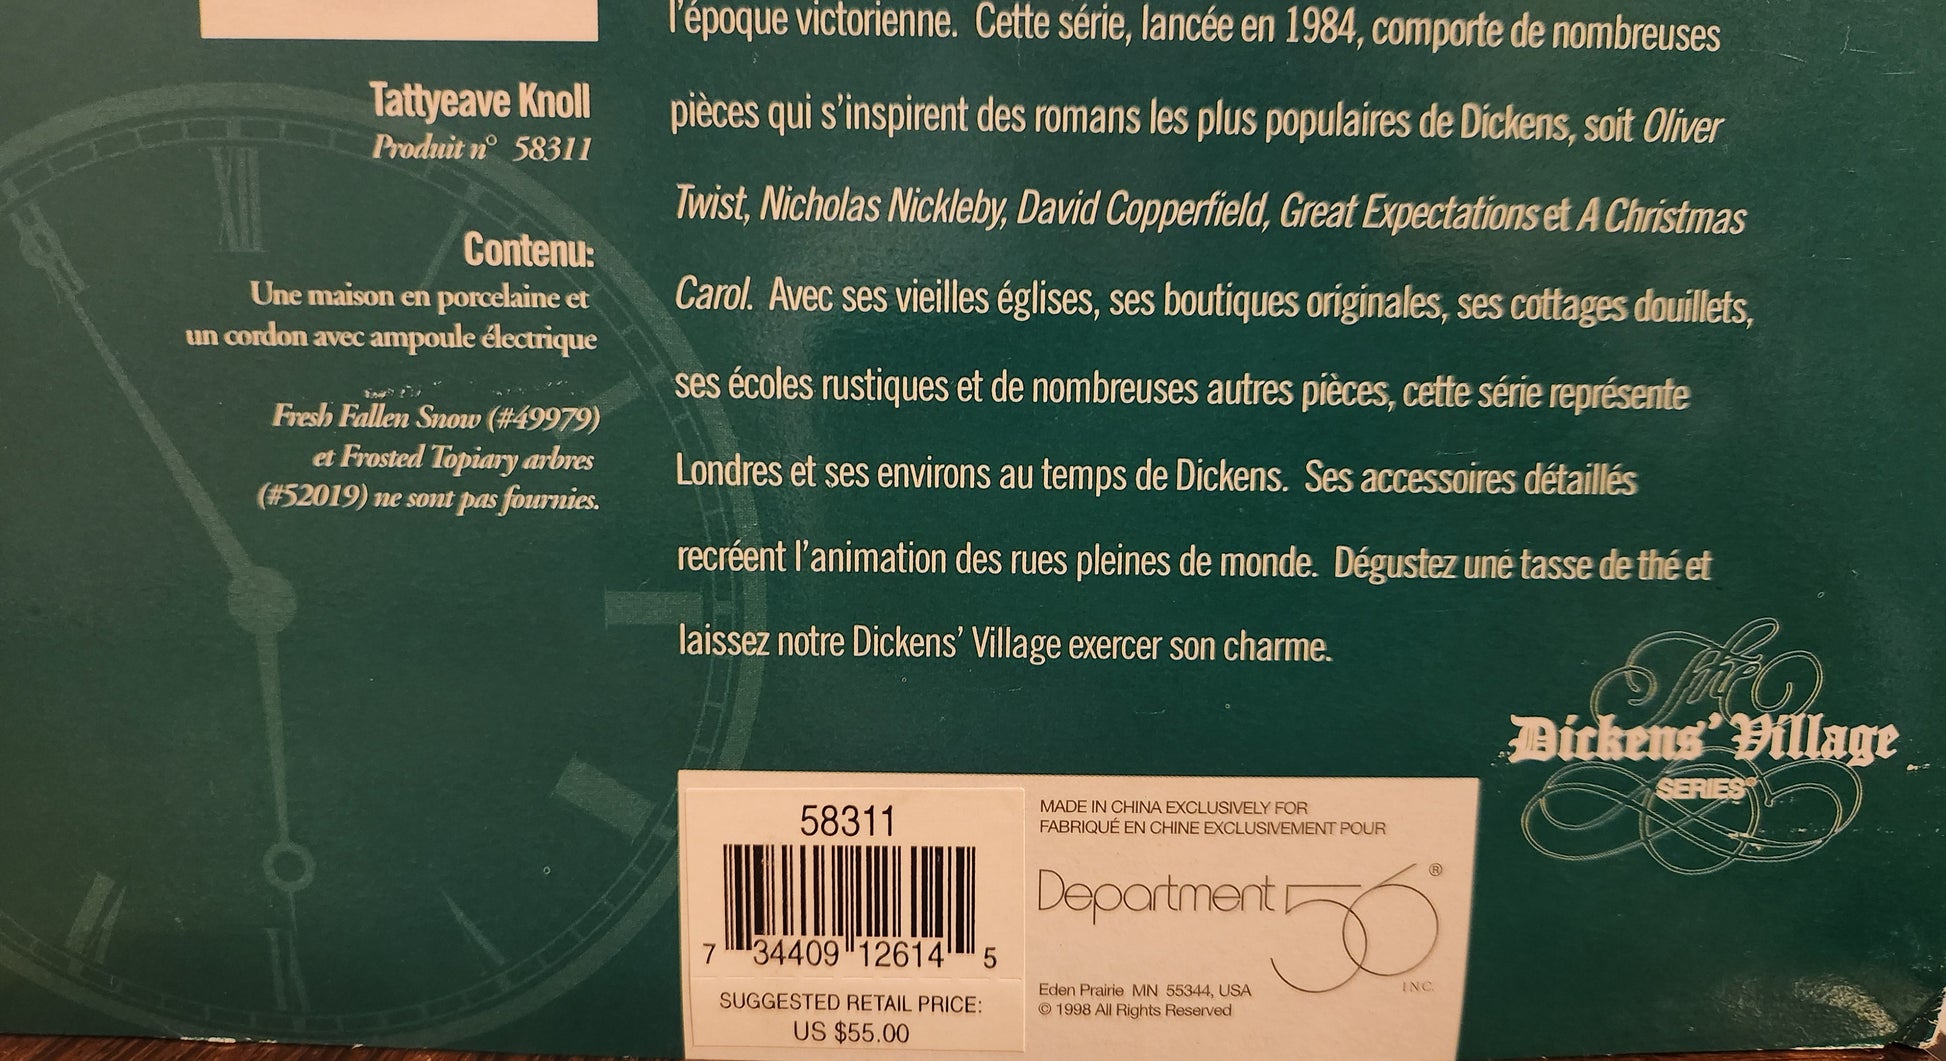 Tattyeave Knoll
Produit n° 58311
Contenu:
Une maison en porcelaine et
un cordon avec ampoule électrique
Fresh Fallen Snow (#49979)
et Frosted Topiary arbres
(#52019) ne sont pas fournies.
l'époque victorienne. Cette série, lancée en 1984, comporte de nombreuses
pièces qui s'inspirent des romans les plus populaires de Dickens, soit Oliver
Twist, Nicholas Nickleby, David Copperfield, Great Expectations et A Christmas
Carol. Avec ses vieilles églises, ses boutiques originales, ses cottages douillets,
ses écoles rustiques et de nombreuses autres pièces, cette série représente
Londres et ses environs au temps de Dickens. Ses accessoires détaillés
recréent l'animation des rues pleines de monde. Dégustez une tasse de thé et
laissez notre Dickens' Village exercer son charme.
The
Dickens' Village
SERIES®
58311
7 34409 12614 5
SUGGESTED RETAIL PRICE:
US $55.00
MADE IN CHINA EXCLUSIVELY FOR
FABRIQUÉ EN CHINE EXCLUSIVEMENT POUR
Department 56®
INC.
Eden Prairie MN 55344, USA
© 1998 All Rights Reserved